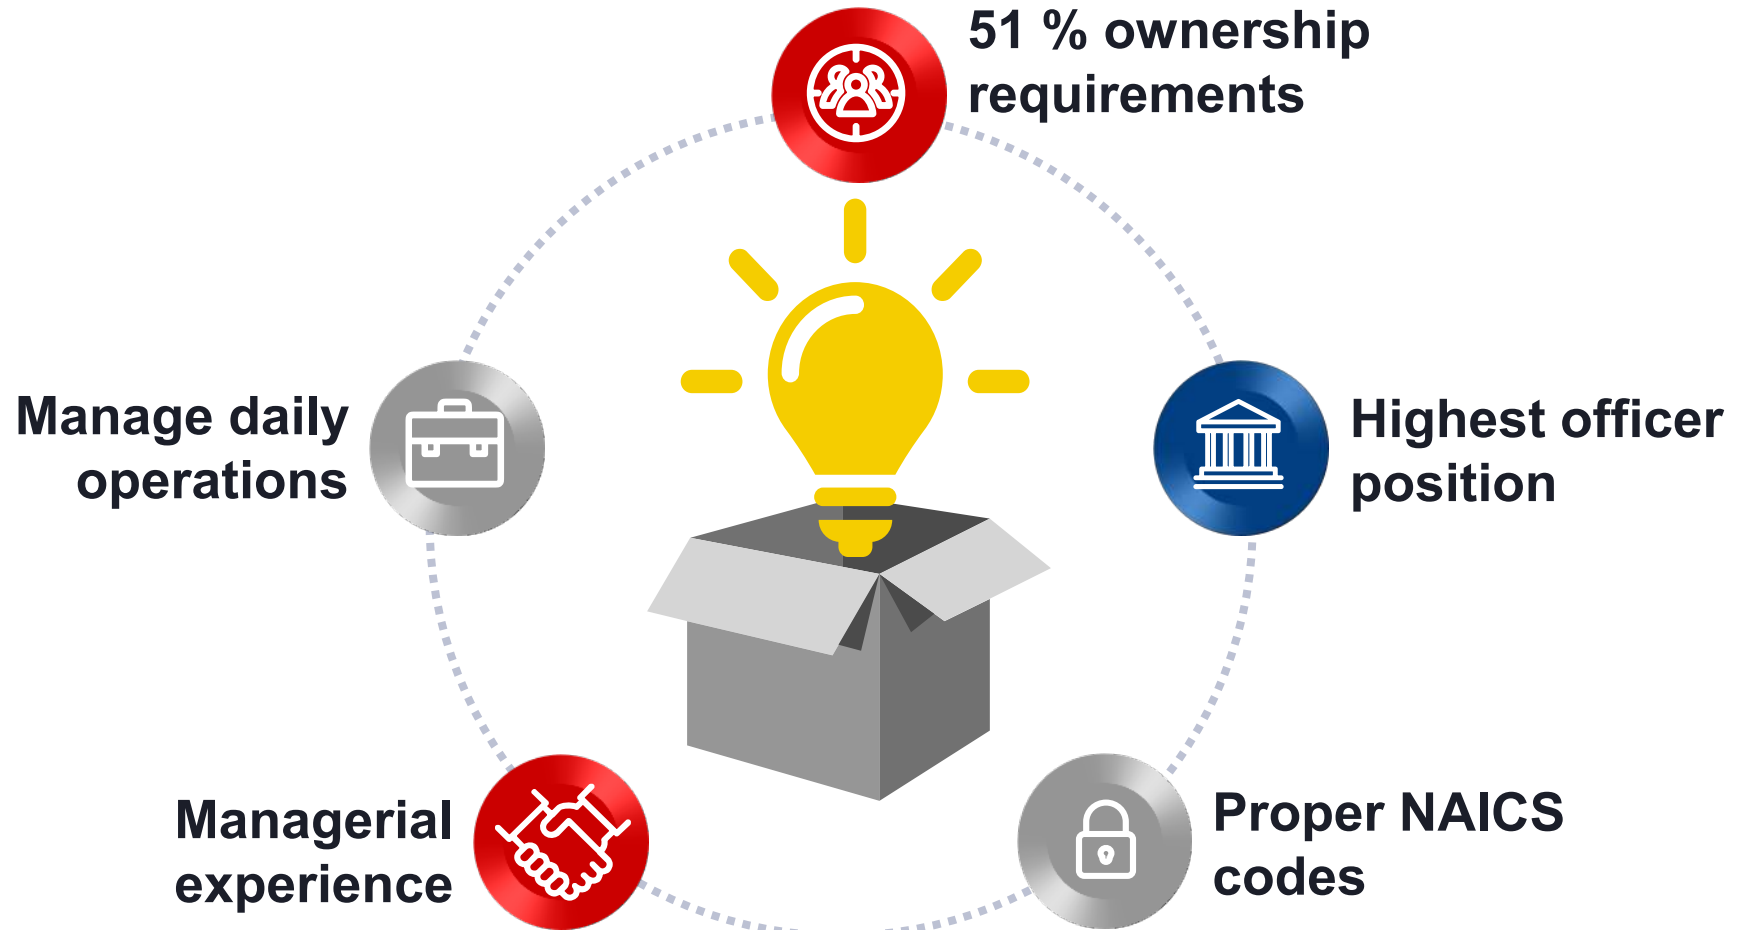 51 % ownership
requirements
Highest officer
position
Proper NAICS
codes
Managerial
experience
Manage daily
operations